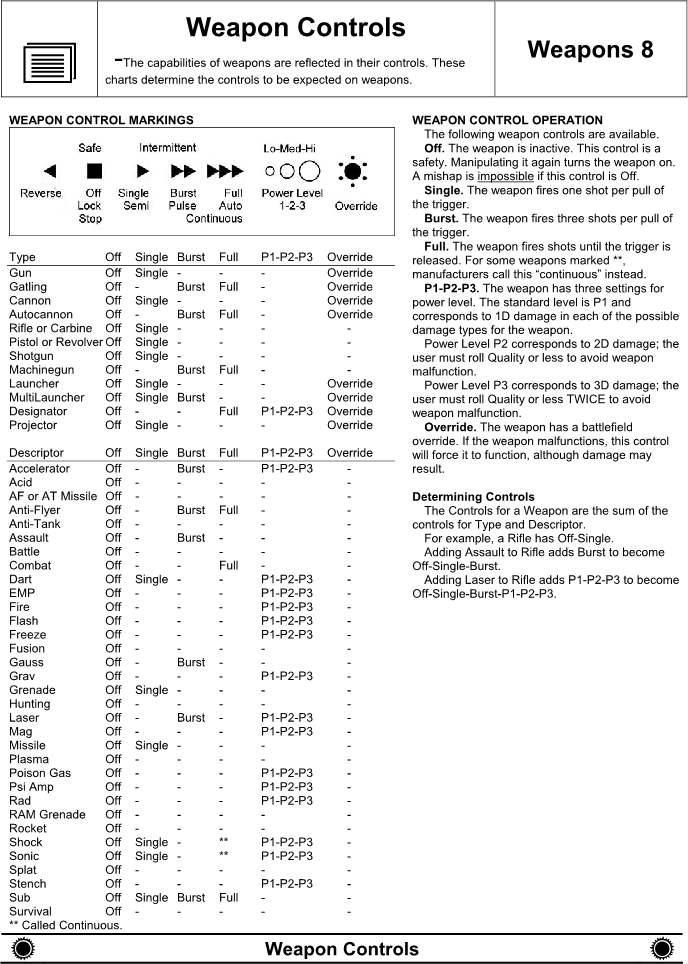 Weapon Controls
-The capabilities of weapons are reflected in their controls. These
charts determine the controls to be expected on weapons.
Weapons 8
WEAPON CONTROL MARKINGS
Safe Intermittent Lo-Med-Hi
Reverse Off Single Burst Full Power Level
Lock Semi Pulse Auto 1-2-3 Override
Stop Continuous
Type Off Single Burst Full P1-P2-P3 Override
Gun Off Single - - - Override
Gatling Off - Burst Full - Override
Cannon Off Single - - - Override
Autocannon Off - Burst Full - Override
Rifle or Carbine Off Single - - - -
Pistol or Revolver Off Single - - - -
Shotgun Off Single - - - -
Machinegun Off - Burst Full - -
Launcher Off Single - - - Override
MultiLauncher Off Single Burst - - Override
Designator Off - - Full P1-P2-P3 Override
Projector Off Single - - - Override
Descriptor Off Single Burst Full P1-P2-P3 Override
Accelerator Off - Burst - P1-P2-P3 -
Acid Off - - - - -
AF or AT Missile Off - - - - -
Anti-Flyer Off - Burst Full - -
Anti-Tank Off - - - - -
Assault Off - Burst - - -
Battle Off - - - - -
Combat Off - - Full - -
Dart Off Single - - P1-P2-P3 -
EMP Off - - - P1-P2-P3 -
Fire Off - - - P1-P2-P3 -
Flash Off - - - P1-P2-P3 -
Freeze Off - - - P1-P2-P3 -
Fusion Off - - - - -
Gauss Off - Burst - - -
Grav Off - - - P1-P2-P3 -
Grenade Off Single - - - -
Hunting Off - - - - -
Laser Off - Burst - P1-P2-P3 -
Mag Off - - - P1-P2-P3 -
Missile Off Single - - - -
Plasma Off - - - - -
Poison Gas Off - - - P1-P2-P3 -
Psi Amp Off - - - P1-P2-P3 -
Rad Off - - - P1-P2-P3 -
RAM Grenade Off - - - - -
Rocket Off - - - - -
Shock Off Single - ** P1-P2-P3 -
Sonic Off Single - ** P1-P2-P3 -
Splat Off - - - - -
Stench Off - - - P1-P2-P3 -
Sub Off Single Burst Full - -
Survival Off - - - - -
** Called Continuous.
WEAPON CONTROL OPERATION
The following weapon controls are available.
Off. The weapon is inactive. This control is a
safety. Manipulating it again turns the weapon on.
A mishap is impossible if this control is Off.
Single. The weapon fires one shot per pull of
the trigger.
Burst. The weapon fires three shots per pull of
the trigger.
Full. The weapon fires shots until the trigger is
released. For some weapons marked **,
manufacturers call this “continuous” instead.
P1-P2-P3. The weapon has three settings for
power level. The standard level is P1 and
corresponds to 1D damage in each of the possible
damage types for the weapon.
Power Level P2 corresponds to 2D damage; the
user must roll Quality or less to avoid weapon
malfunction.
Power Level P3 corresponds to 3D damage; the
user must roll Quality or less TWICE to avoid
weapon malfunction.
Override. The weapon has a battlefield
override. If the weapon malfunctions, this control
will force it to function, although damage may
result.
Determining Controls
The Controls for a Weapon are the sum of the
controls for Type and Descriptor.
For example, a Rifle has Off-Single.
Adding Assault to Rifle adds Burst to become
Off-Single-Burst.
Adding Laser to Rifle adds P1-P2-P3 to become
Off-Single-Burst-P1-P2-P3.
Weapon Controls